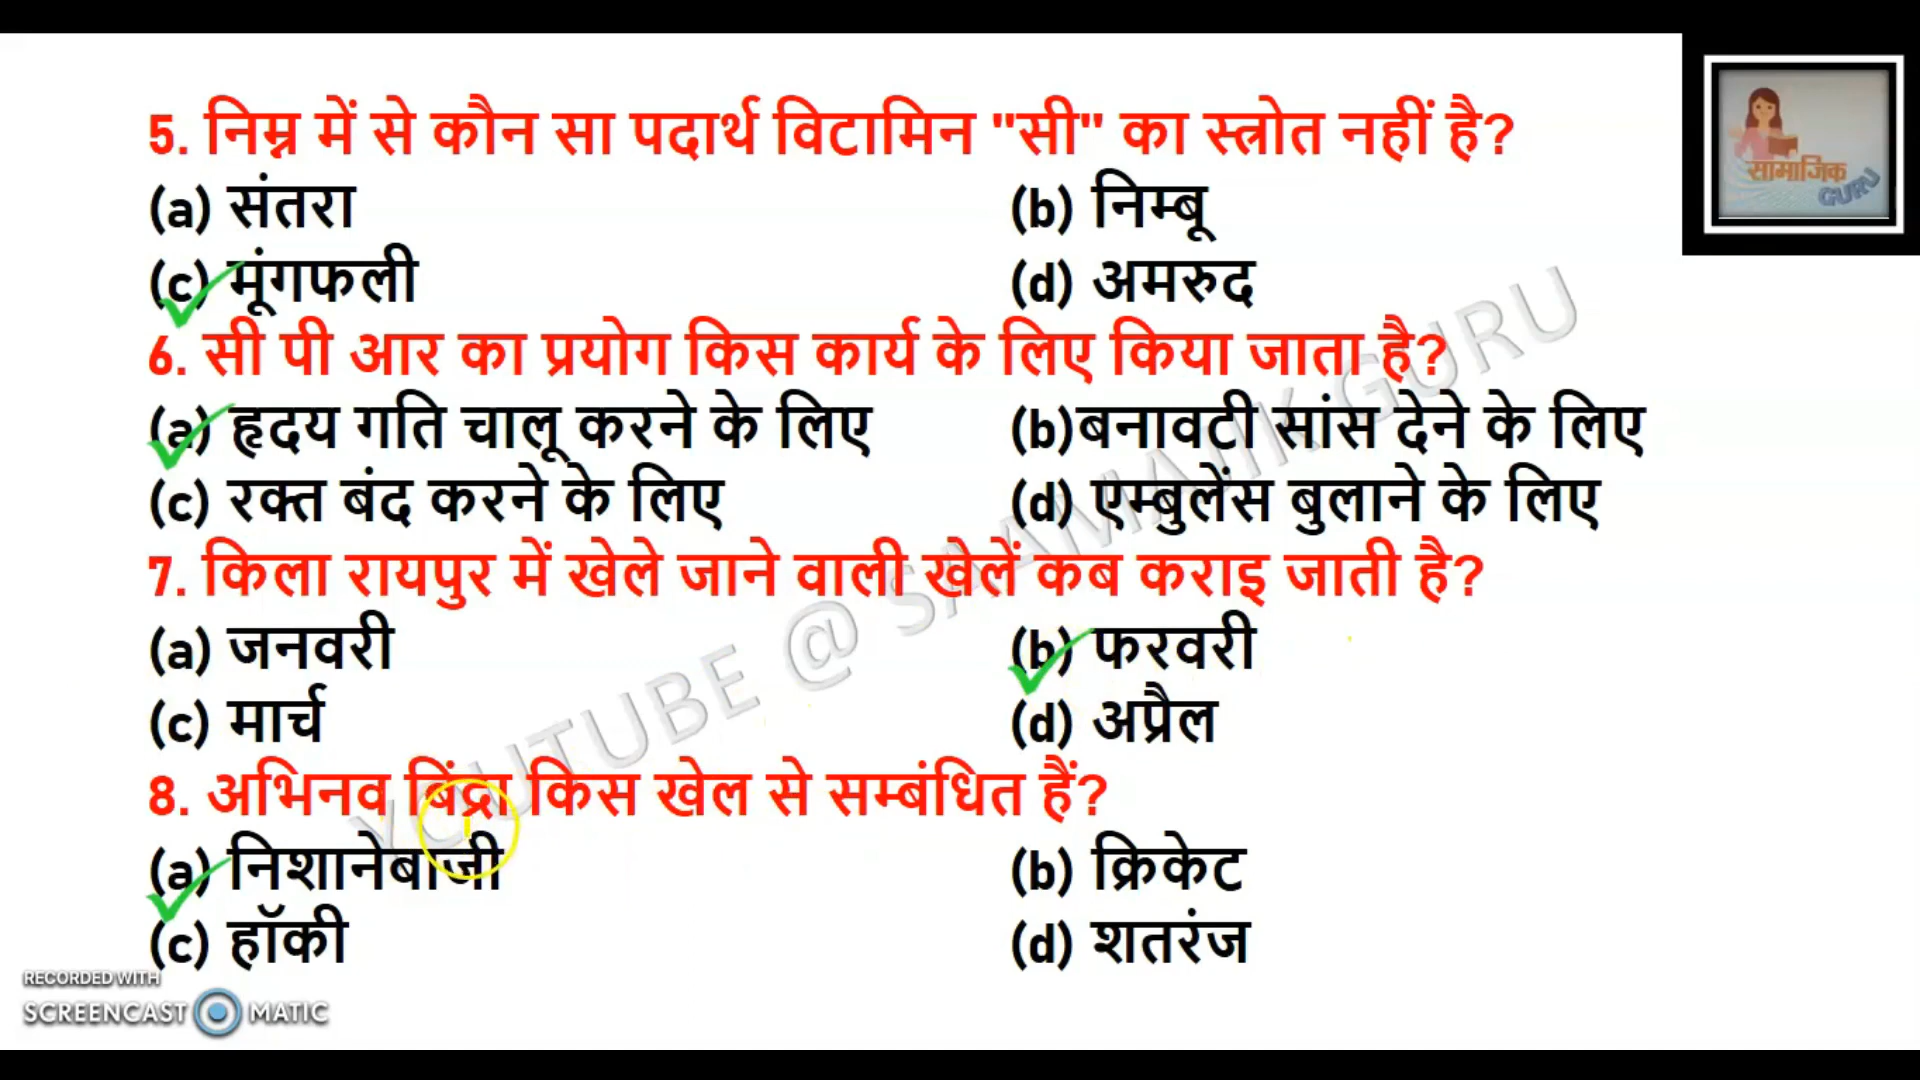 5. निम्न में से कौन सा पदार्थ विटामिन "सी" का स्त्रोत नहीं है?
(a) संतरा (b) निम्बू
(c) मूंगफली (d) अमरुद
6. सी पी आर का प्रयोग किस कार्य के लिए किया जाता है?
(a) हृदय गति चालू करने के लिए (b)बनावटी सांस देने के लिए
(c) रक्त बंद करने के लिए (d) एम्बुलेंस बुलाने के लिए
7. किला रायपुर में खेले जाने वाली खेलें कब कराइ जाती है?
(a) जनवरी (b) फरवरी
(c) मार्च (d) अप्रैल
8. अभिनव बिंद्रा किस खेल से सम्बंधित हैं?
(a) निशानेबाजी (b) क्रिकेट
(c) हॉकी (d) शतरंज
सामाजिक
GURU
YOUTUBE @ SAAMAJIK GURU
RECORDED WITH
SCREENCAST MATIC